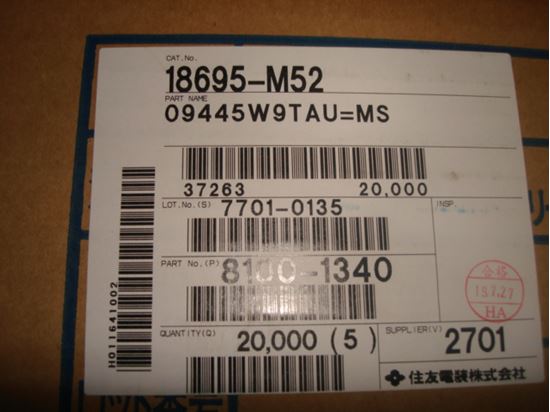 CAT.No.
18695-M52
PART NAME
09445W9TAU=MS
37263 20,000
LOT.No.(S) 7701-0135
INSP.
PART No.(P) 8100-1340
合格
HA
QUANTITY(Q) 20,000 (5)
SUPPLIER(V) 2701
住友電装株式会社
H011641002